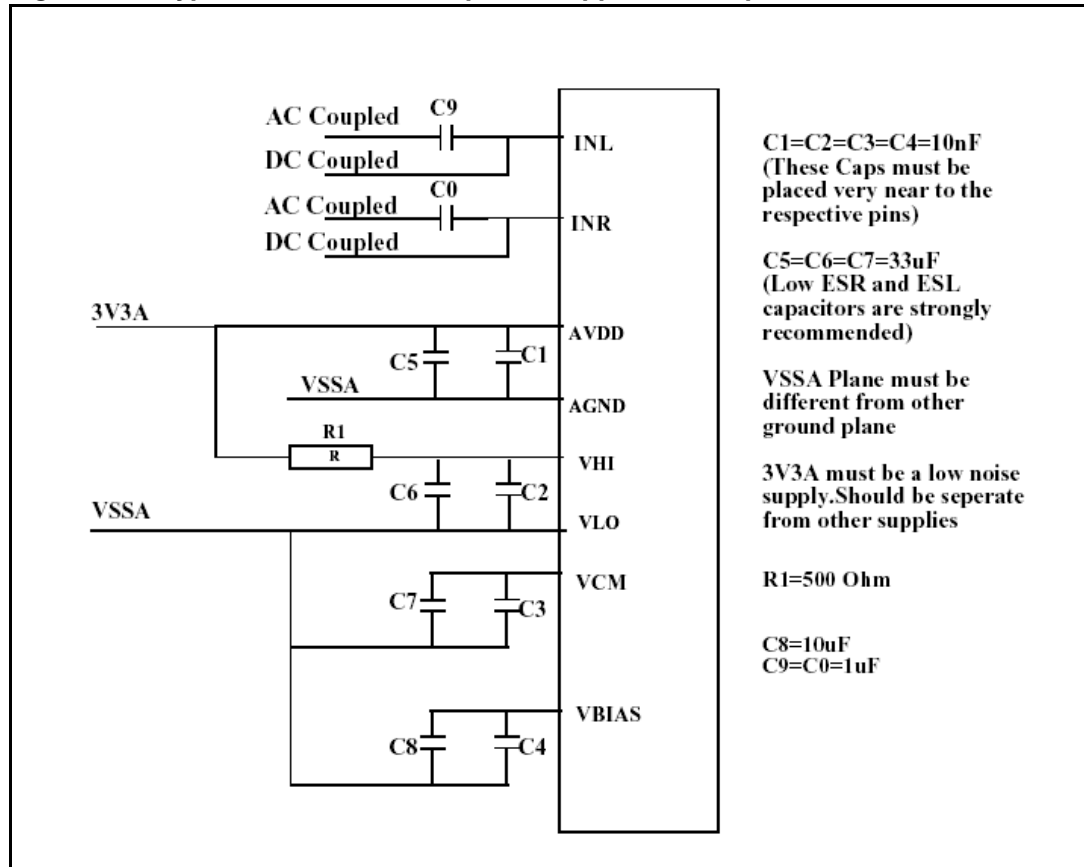 AC Coupled
C9
DC Coupled
INL
AC Coupled
C0
DC Coupled
INR
3V3A
AVDD
C5
C1
VSSA
AGND
R1
R
VHI
C6
C2
VSSA
VLO
VCM
C7
C3
VBIAS
C8
C4
C1=C2=C3=C4=10nF
(These Caps must be
placed very near to the
respective pins)
C5=C6=C7=33uF
(Low ESR and ESL
capacitors are strongly
recommended)
VSSA Plane must be
different from other
ground plane
3V3A must be a low noise
supply.Should be seperate
from other supplies
R1=500 Ohm
C8=10uF
C9=C0=1uF